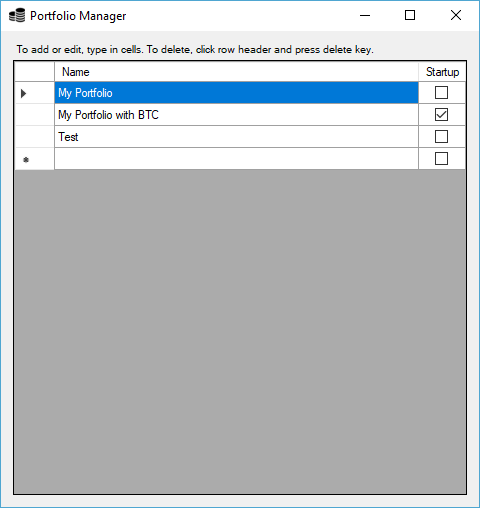 Portfolio Manager
To add or edit, type in cells. To delete, click row header and press delete key.
Name Startup
My Portfolio
My Portfolio with BTC
Test